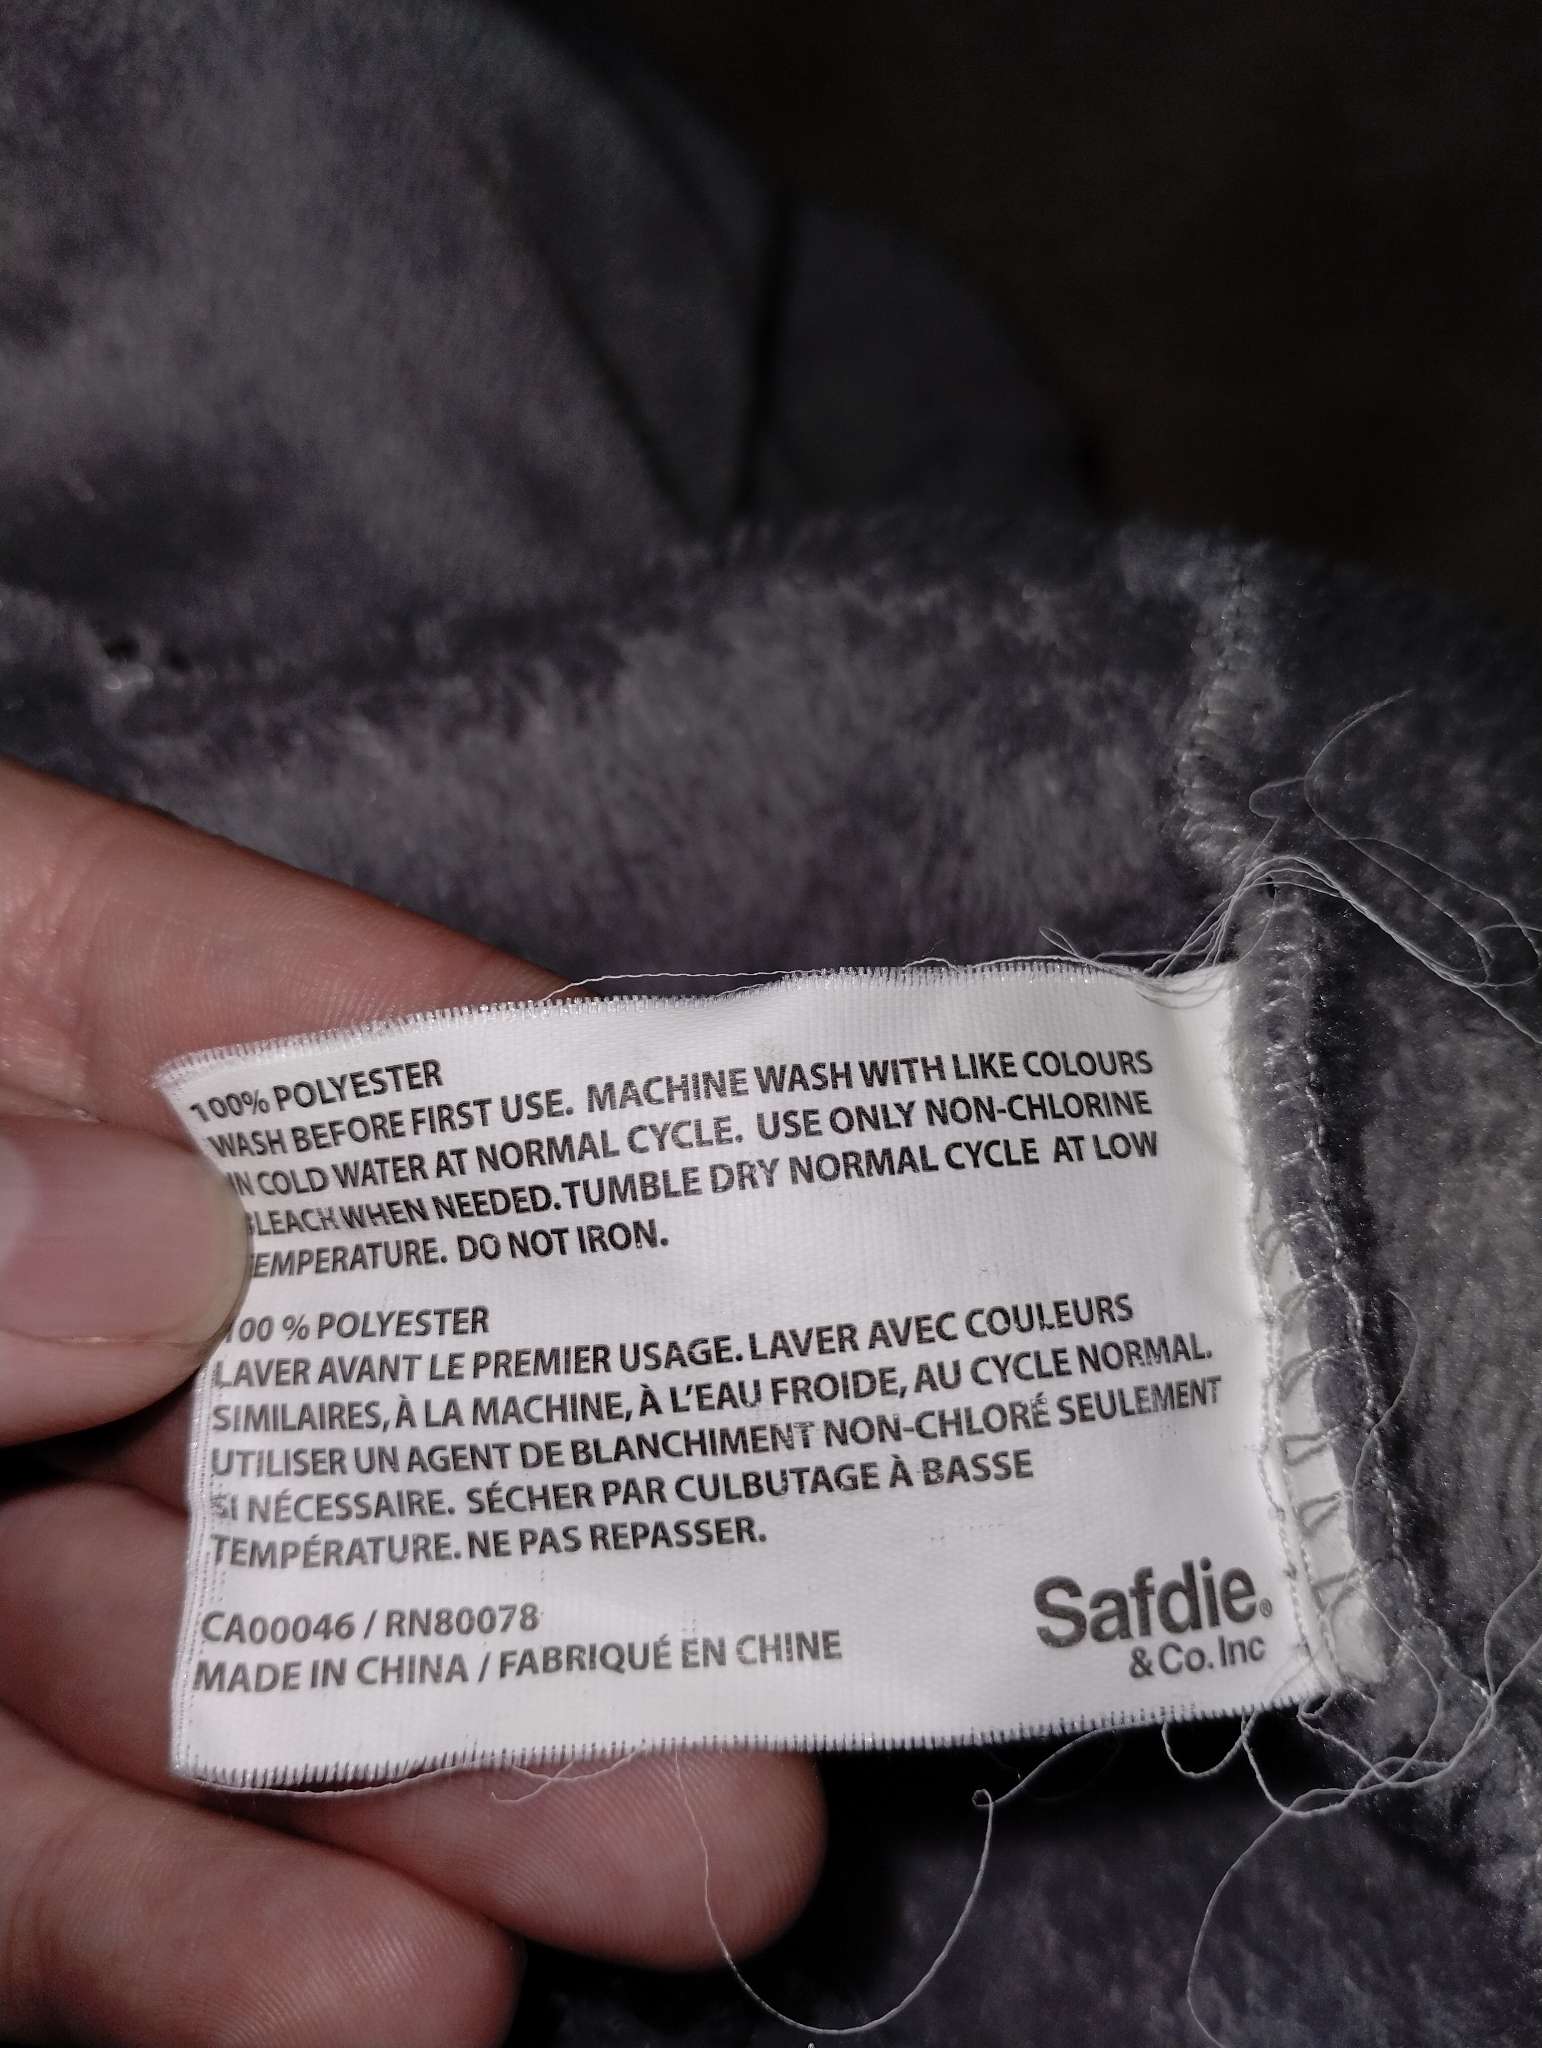 100% POLYESTER
WASH BEFORE FIRST USE. MACHINE WASH WITH LIKE COLOURS
IN COLD WATER AT NORMAL CYCLE. USE ONLY NON-CHLORINE
BLEACH WHEN NEEDED. TUMBLE DRY NORMAL CYCLE AT LOW
TEMPERATURE. DO NOT IRON.
100 % POLYESTER
LAVER AVANT LE PREMIER USAGE. LAVER AVEC COULEURS
SIMILAIRES, À LA MACHINE, À L'EAU FROIDE, AU CYCLE NORMAL.
UTILISER UN AGENT DE BLANCHIMENT NON-CHLORÉ SEULEMENT
SI NÉCESSAIRE. SÉCHER PAR CULBUTAGE À BASSE
TEMPÉRATURE. NE PAS REPASSER.
CA00046 / RN80078
MADE IN CHINA / FABRIQUÉ EN CHINE
Safdie®
& Co. Inc